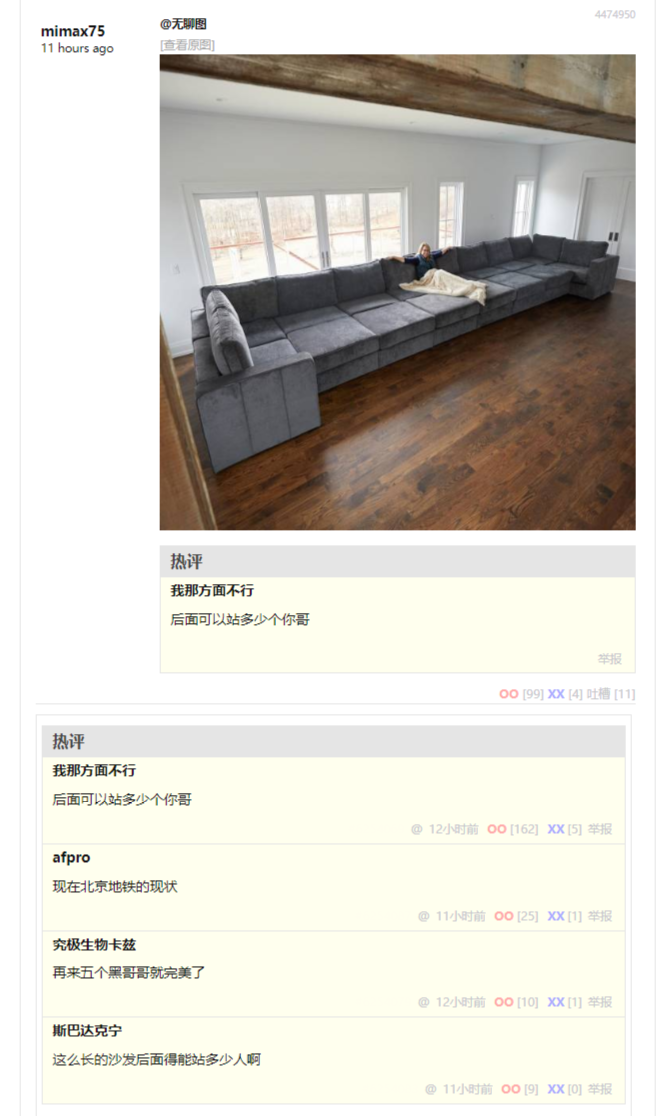 4474950
mimax75
11 hours ago
@无聊图
[查看原图]
热评
我那方面不行
后面可以站多少个你哥
举报
OO [99] XX [4] 吐槽 [11]
热评
我那方面不行
后面可以站多少个你哥
@ 12小时前 OO [162] XX [5] 举报
afpro
现在北京地铁的现状
@ 11小时前 OO [25] XX [1] 举报
究极生物卡兹
再来五个黑哥哥就完美了
@ 12小时前 OO [10] XX [1] 举报
斯巴达克宁
这么长的沙发后面得能站多少人啊
@ 11小时前 OO [9] XX [0] 举报